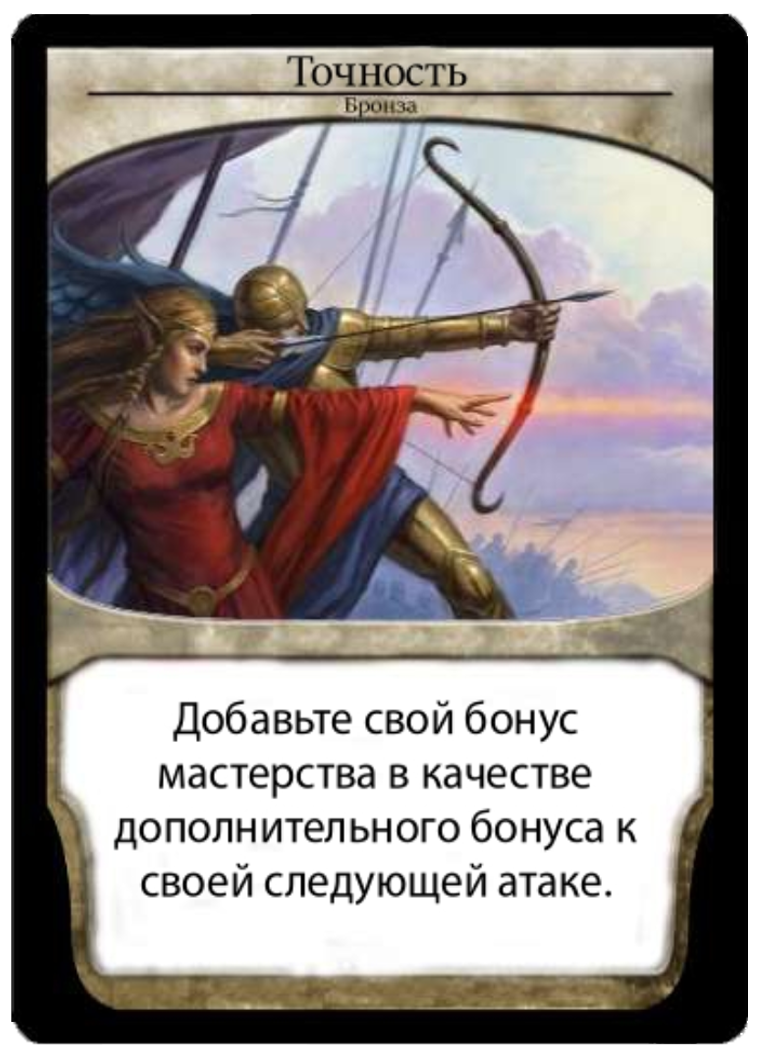 Точность
Бронза
Добавьте свой бонус
мастерства в качестве
дополнительного бонуса к
своей следующей атаке.